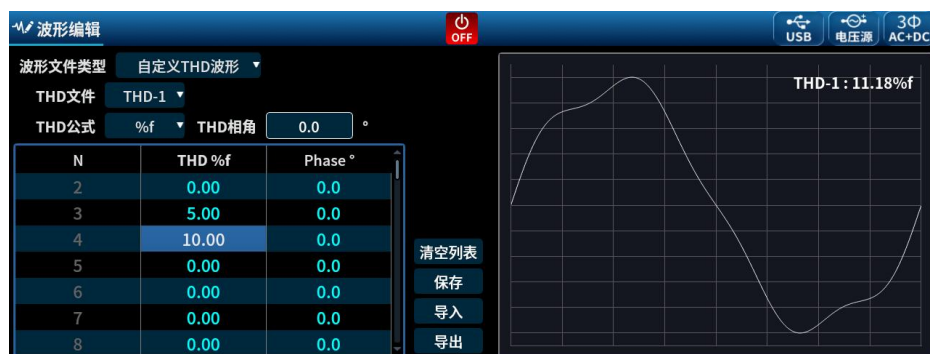 波形编辑
OFF
USB
电压源
3Φ
AC+DC
波形文件类型 自定义THD波形
THD文件 THD-1
THD公式 %f THD相角 0.0 °
THD-1 : 11.18%f
N THD %f Phase °
2 0.00 0.0
3 5.00 0.0
4 10.00 0.0
5 0.00 0.0
6 0.00 0.0
7 0.00 0.0
8 0.00 0.0
清空列表
保存
导入
导出